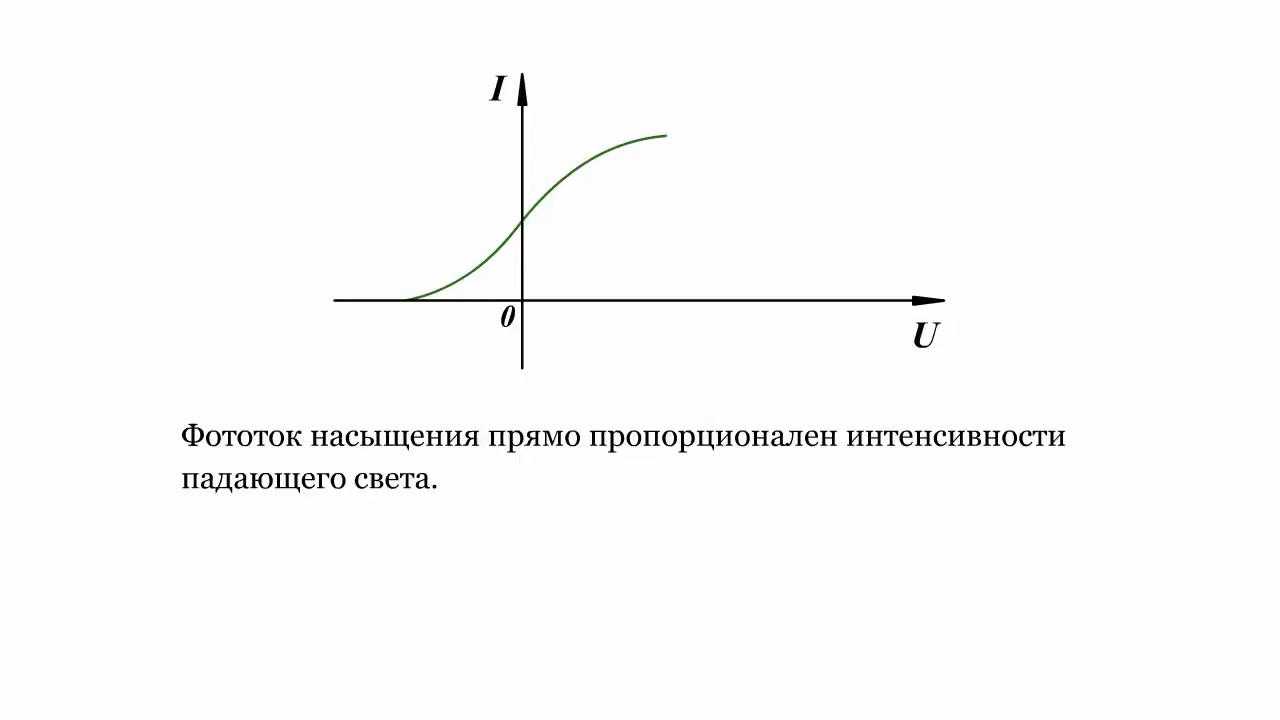 I
0
U
Фототок насыщения прямо пропорционален интенсивности
падающего света.